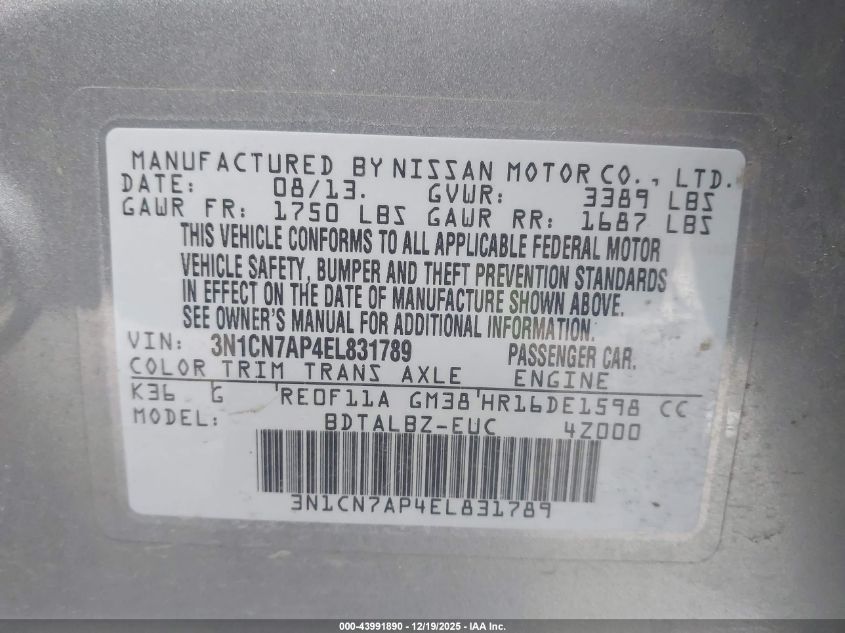 MANUFACTURED BY NISSAN MOTOR CO., LTD.
DATE: 08/13. GVWR: 3389 LBS
GAWR FR: 1750 LBS GAWR RR: 1687 LBS
THIS VEHICLE CONFORMS TO ALL APPLICABLE FEDERAL MOTOR
VEHICLE SAFETY, BUMPER AND THEFT PREVENTION STANDARDS
IN EFFECT ON THE DATE OF MANUFACTURE SHOWN ABOVE.
SEE OWNER'S MANUAL FOR ADDITIONAL INFORMATION.
VIN: 3N1CN7AP4EL831789 PASSENGER CAR.
COLOR TRIM TRANS AXLE ENGINE
K36 G 'RE0F11A GM38'HR16DE1598 CC
MODEL: BDTALBZ-EUC 4Z000
3N1CN7AP4EL831789
000-43991890 - 12/19/2025 - IAA Inc.